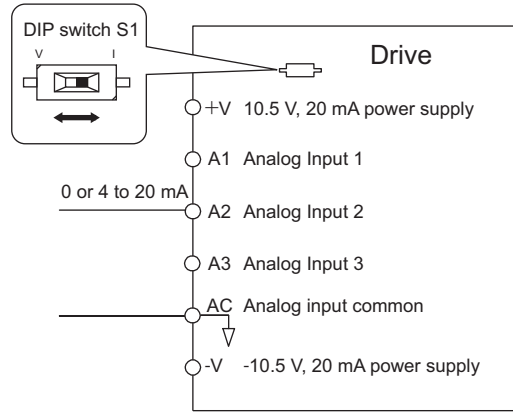 DIP switch S1
V I
Drive
+V 10.5 V, 20 mA power supply
A1 Analog Input 1
0 or 4 to 20 mA
A2 Analog Input 2
A3 Analog Input 3
AC Analog input common
-V -10.5 V, 20 mA power supply